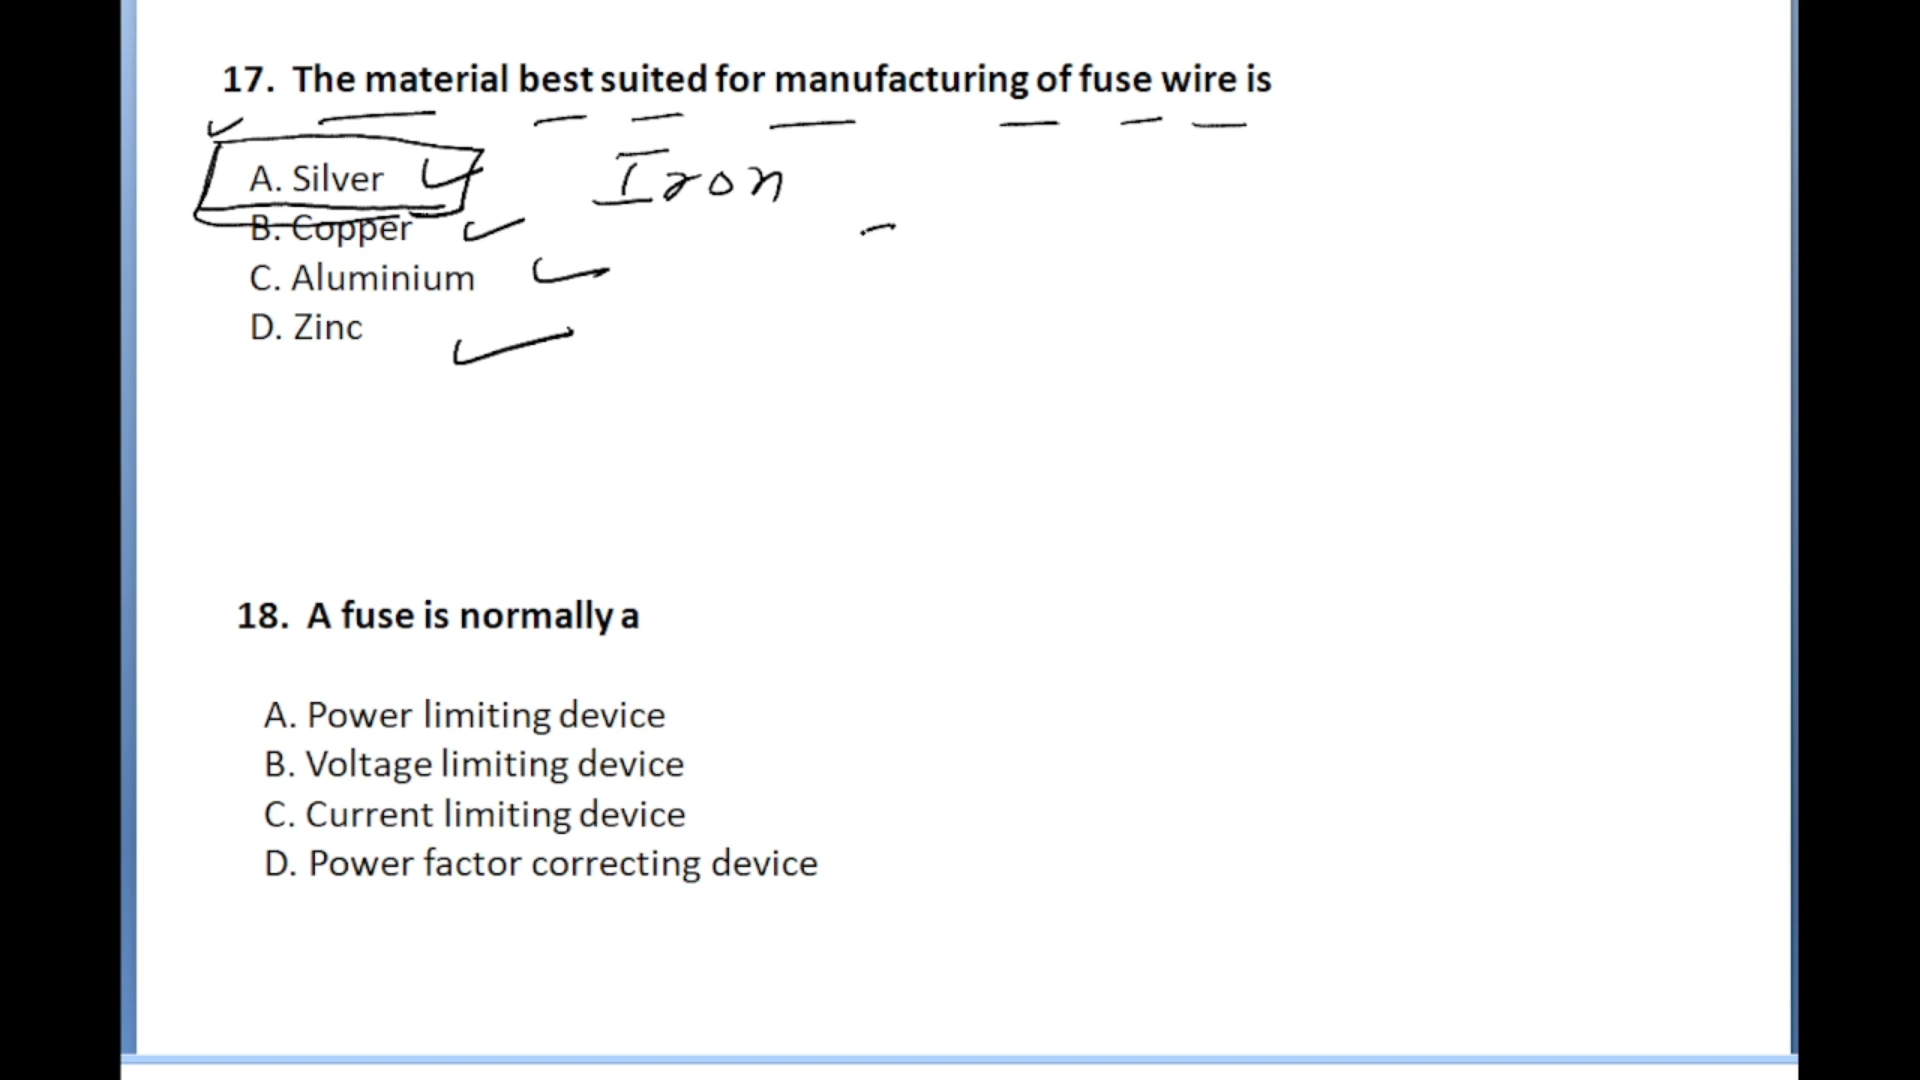 17. The material best suited for manufacturing of fuse wire is
A. Silver
Iron
B. Copper
C. Aluminium
D. Zinc
18. A fuse is normally a
A. Power limiting device
B. Voltage limiting device
C. Current limiting device
D. Power factor correcting device